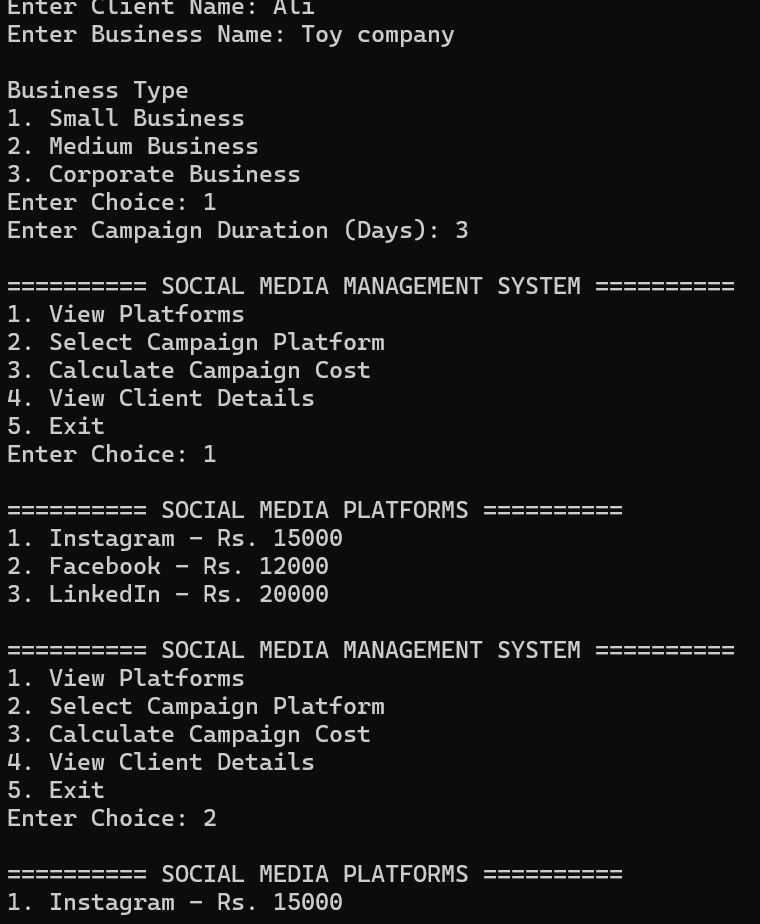 Enter Client Name: Ali
Enter Business Name: Toy company
Business Type
1. Small Business
2. Medium Business
3. Corporate Business
Enter Choice: 1
Enter Campaign Duration (Days): 3
========== SOCIAL MEDIA MANAGEMENT SYSTEM ==========
1. View Platforms
2. Select Campaign Platform
3. Calculate Campaign Cost
4. View Client Details
5. Exit
Enter Choice: 1
========== SOCIAL MEDIA PLATFORMS ==========
1. Instagram - Rs. 15000
2. Facebook - Rs. 12000
3. LinkedIn - Rs. 20000
========== SOCIAL MEDIA MANAGEMENT SYSTEM ==========
1. View Platforms
2. Select Campaign Platform
3. Calculate Campaign Cost
4. View Client Details
5. Exit
Enter Choice: 2
========== SOCIAL MEDIA PLATFORMS ==========
1. Instagram - Rs. 15000